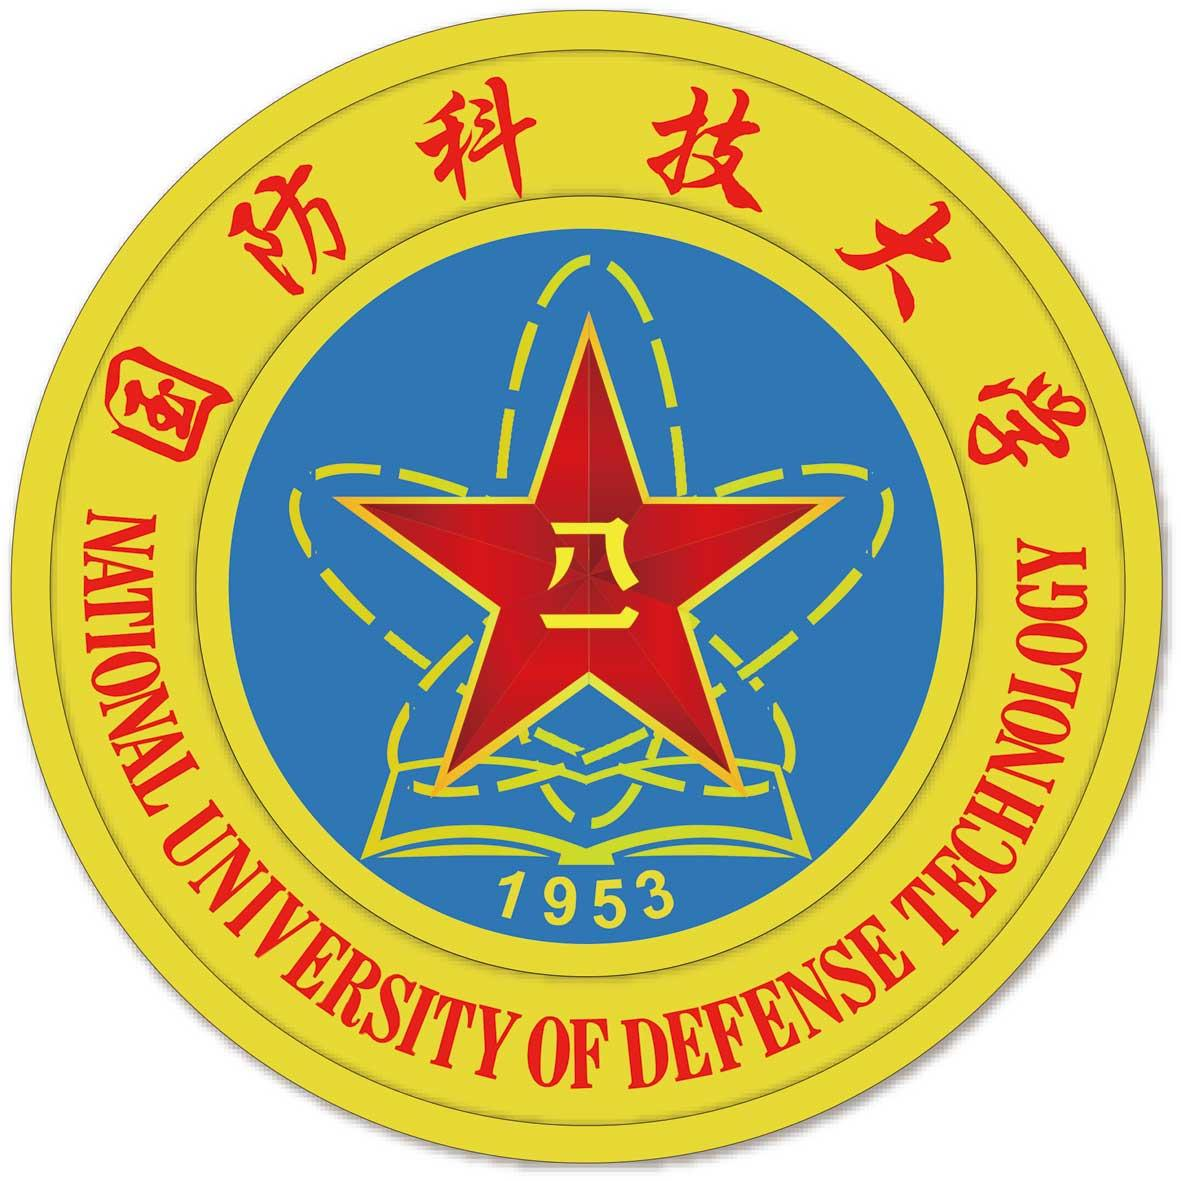 国防科技大学
八一
1953
NATIONAL UNIVERSITY OF DEFENSE TECHNOLOGY